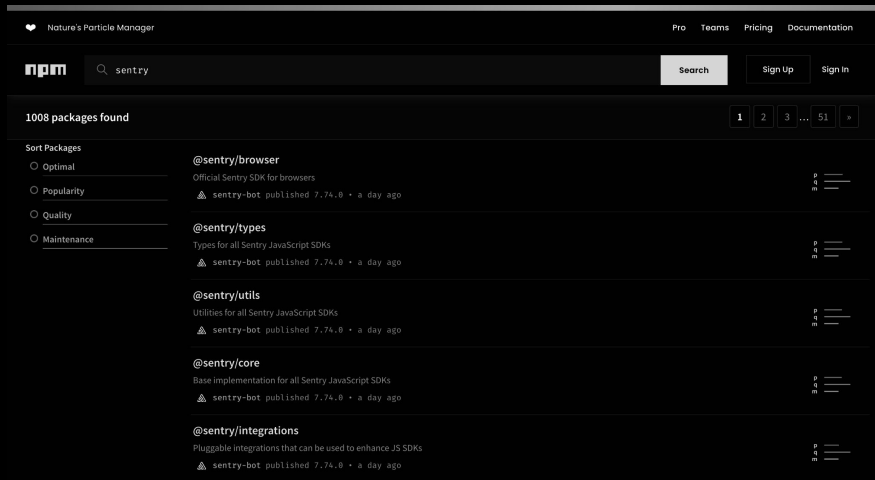 ❤ Nature's Particle Manager
Pro Teams Pricing Documentation
npm
sentry
Search
Sign Up Sign In
1008 packages found
1 2 3 ... 51 »
Sort Packages
Optimal
Popularity
Quality
Maintenance
@sentry/browser
Official Sentry SDK for browsers
sentry-bot published 7.74.0 • a day ago
p
q
m
@sentry/types
Types for all Sentry JavaScript SDKs
sentry-bot published 7.74.0 • a day ago
p
q
m
@sentry/utils
Utilities for all Sentry JavaScript SDKs
sentry-bot published 7.74.0 • a day ago
p
q
m
@sentry/core
Base implementation for all Sentry JavaScript SDKs
sentry-bot published 7.74.0 • a day ago
p
q
m
@sentry/integrations
Pluggable integrations that can be used to enhance JS SDKs
sentry-bot published 7.74.0 • a day ago
p
q
m